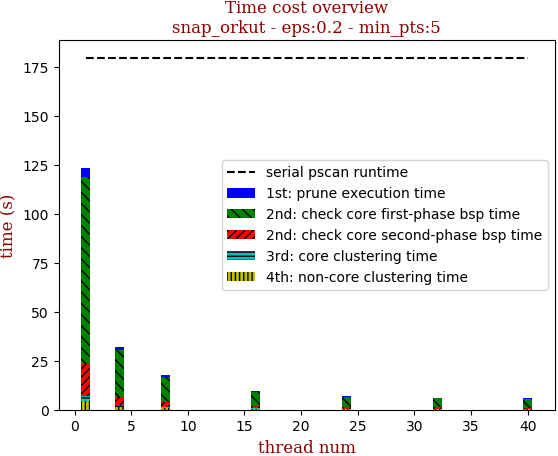 Time cost overview
snap_orkut - eps:0.2 - min_pts:5
time (s)
175
150
125
100
75
50
25
0
serial pscan runtime
1st: prune execution time
2nd: check core first-phase bsp time
2nd: check core second-phase bsp time
3rd: core clustering time
4th: non-core clustering time
0 5 10 15 20 25 30 35 40
thread num